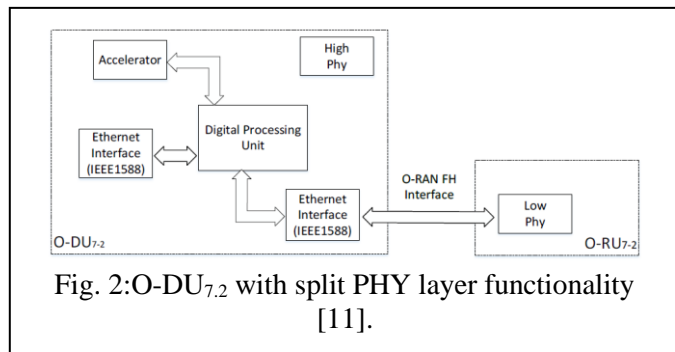 Accelerator
High
Phy
Digital Processing
Unit
Ethernet
Interface
(IEEE1588)
Ethernet
Interface
(IEEE1588)
O-RAN FH
Interface
Low
Phy
O-DU7-2
O-RU7-2
Fig. 2:O-DU7.2 with split PHY layer functionality
[11].